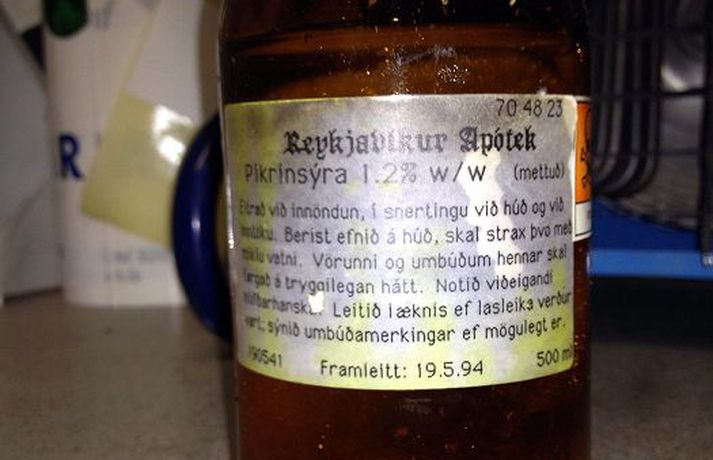 70 48 23
Reykjavíkur Apótek
Pikrinsýra 1.2% w/w (mettuð)
Eitrað við innöndun, í snertingu við húð og við
inntöku. Berist efnið á húð, skal strax þvo með
miklu vatni. Vörunni og umbúðum hennar skal
fargað á tryggilegan hátt. Notið viðeigandi
hlífðarhanska. Leitið læknis ef lasleika verður
vart; sýnið umbúðamerkingar ef mögulegt er.
190541 Framleitt: 19.5.94 500 ml
R